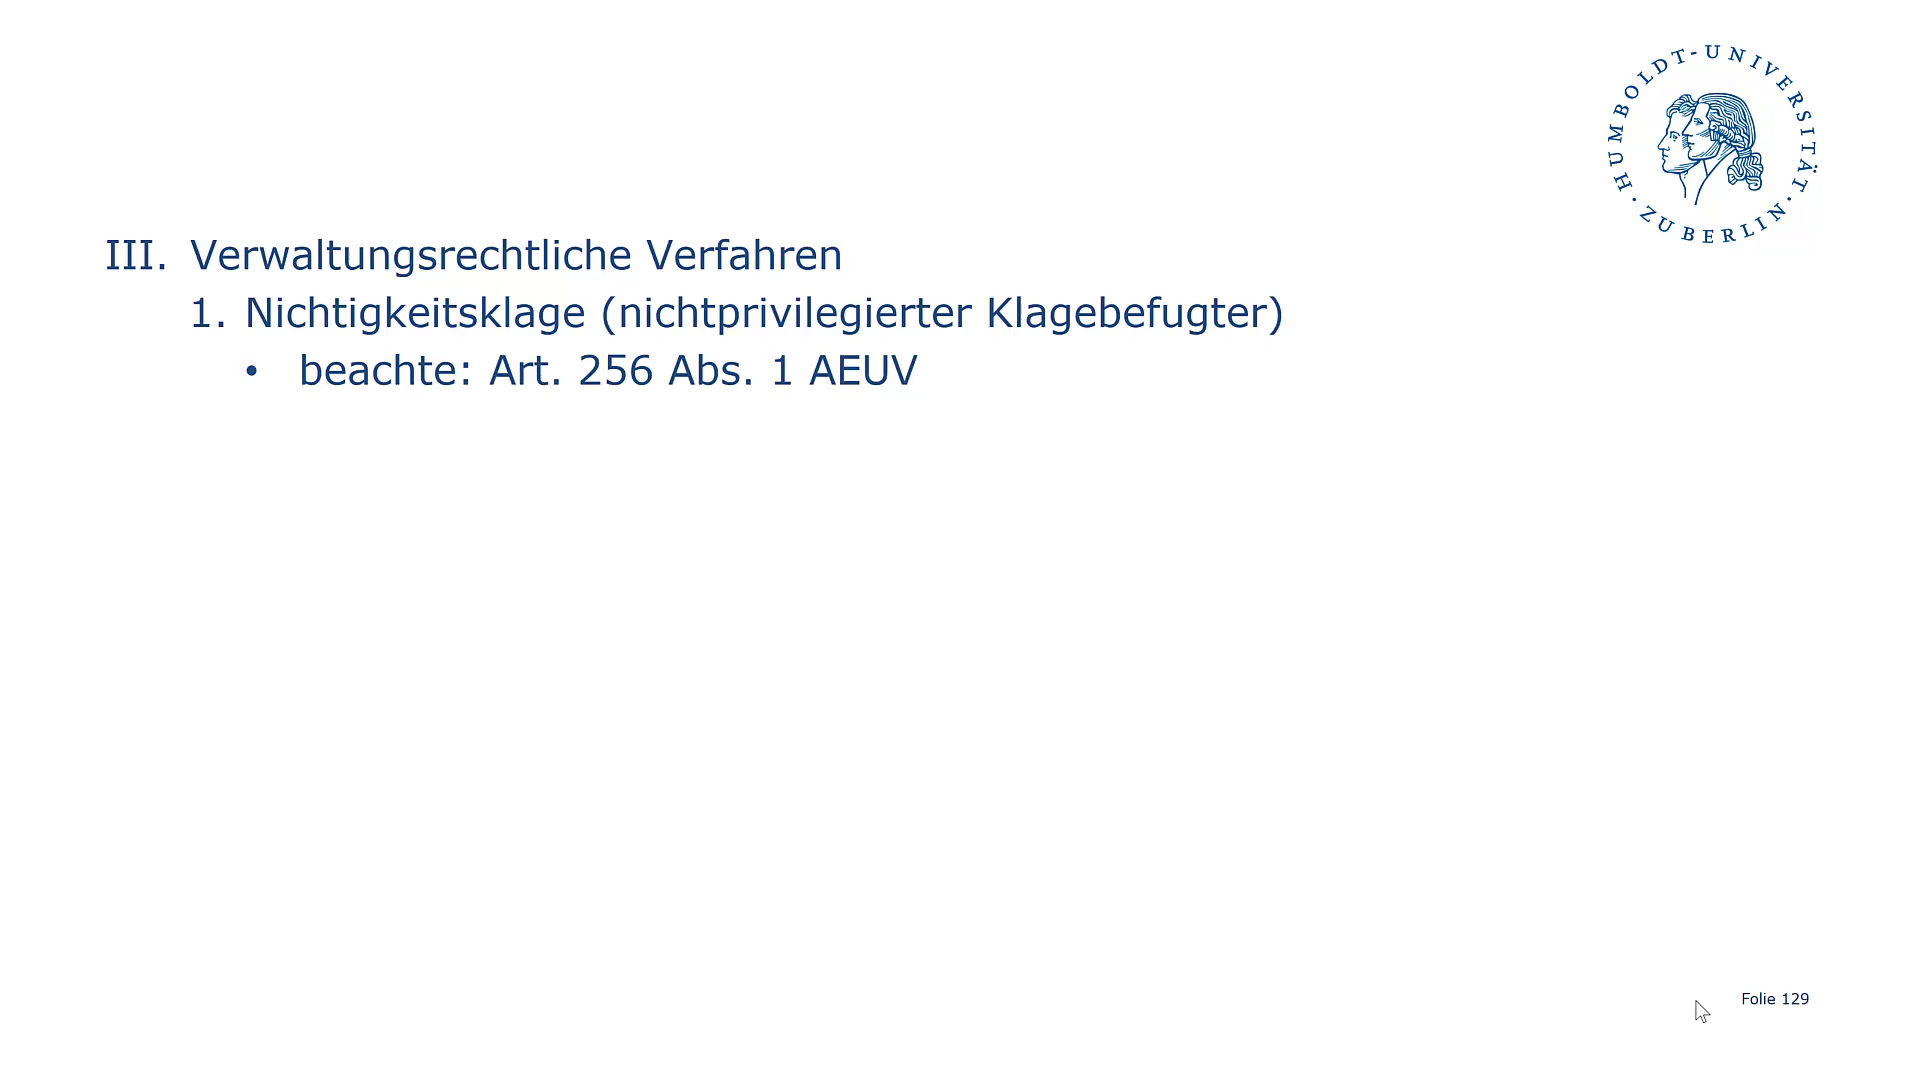 HUMBOLDT-UNIVERSITÄT · ZU BERLIN ·
III. Verwaltungsrechtliche Verfahren
1. Nichtigkeitsklage (nichtprivilegierter Klagebefugter)
• beachte: Art. 256 Abs. 1 AEUV
Folie 129